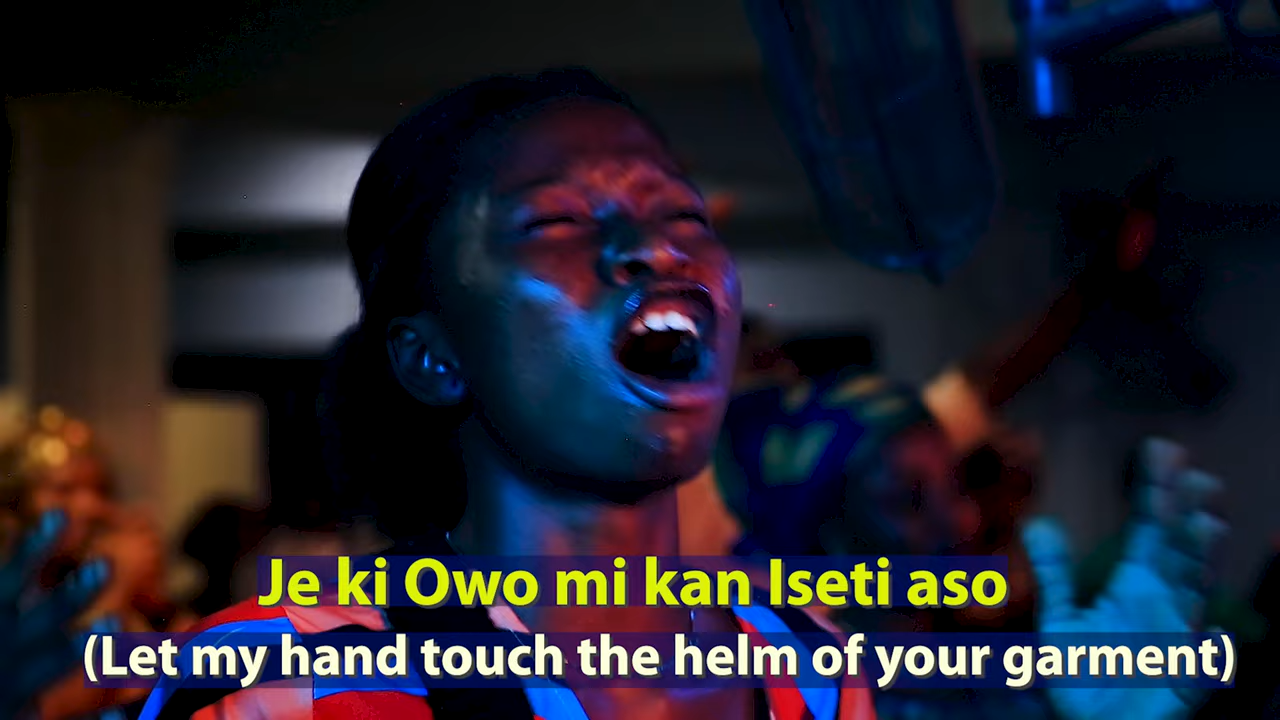 Je ki Owo mi kan Iseti aso
(Let my hand touch the helm of your garment)